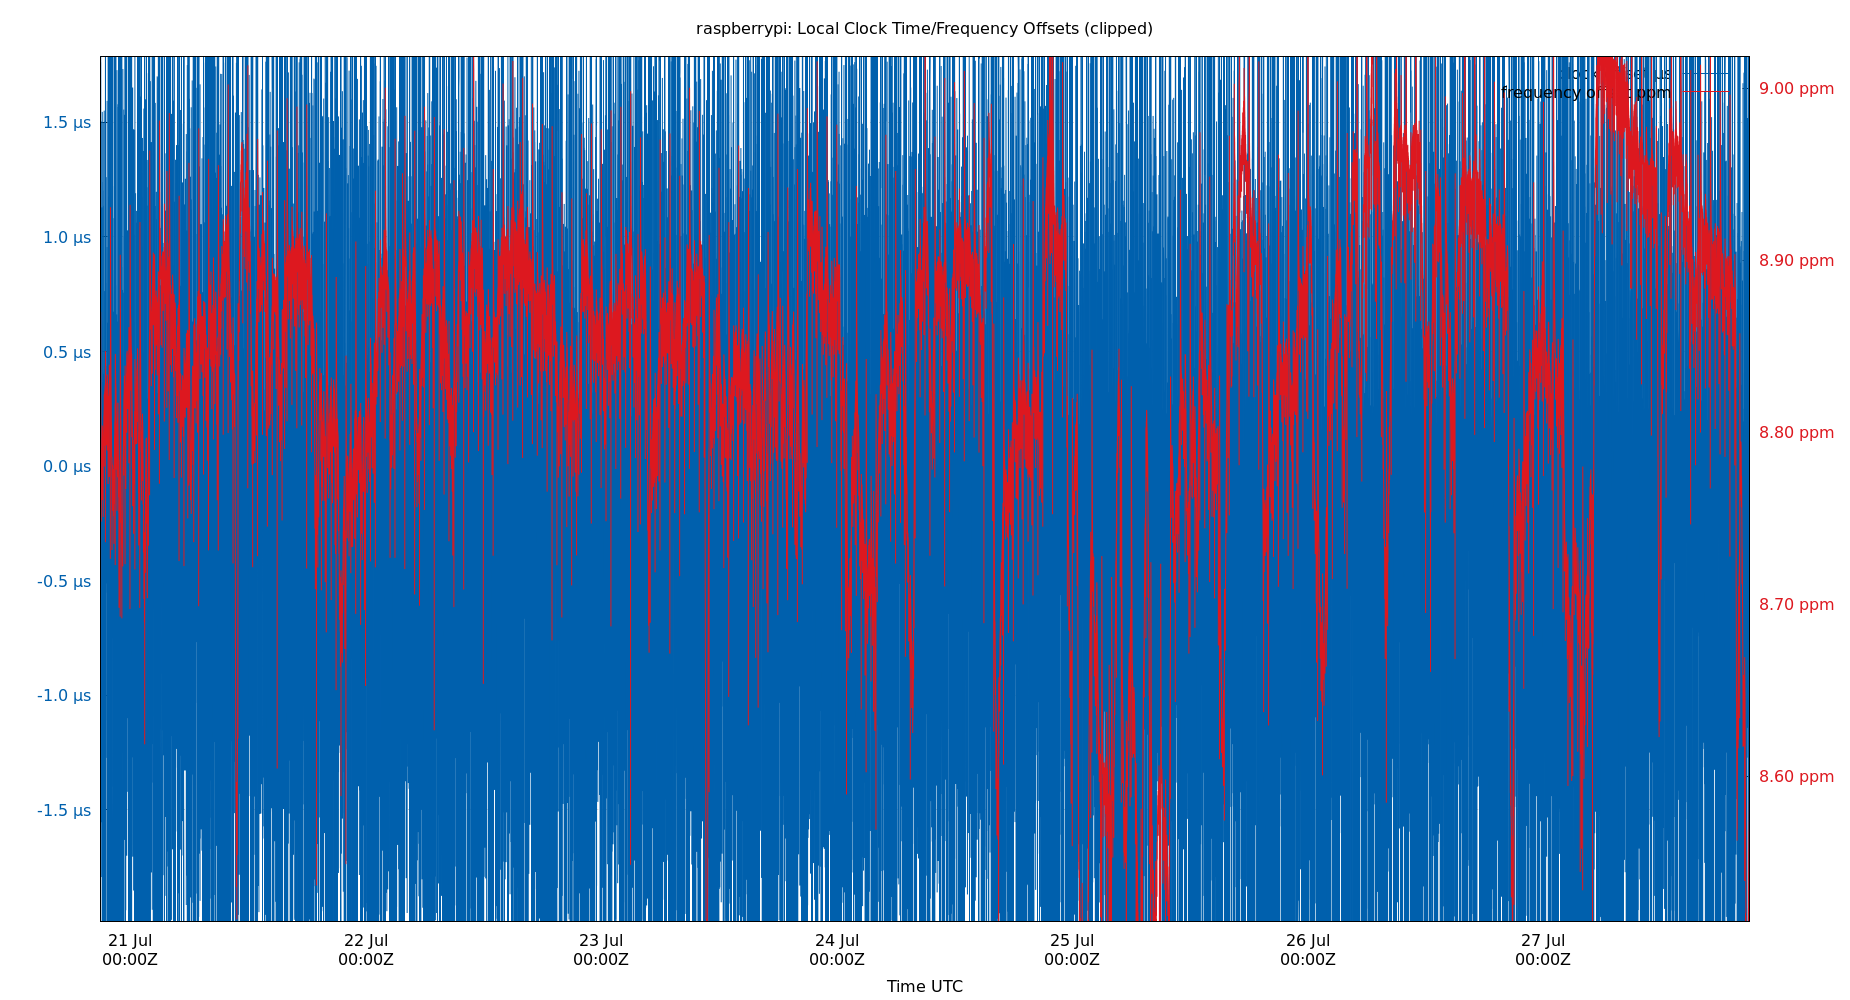 raspberrypi: Local Clock Time/Frequency Offsets (clipped)
µs
frequency ppm
1.5 µs
1.0 µs
0.5 µs
0.0 µs
-0.5 µs
-1.0 µs
-1.5 µs
9.00 ppm
8.90 ppm
8.80 ppm
8.70 ppm
8.60 ppm
21 Jul
00:00Z
22 Jul
00:00Z
23 Jul
00:00Z
24 Jul
00:00Z
25 Jul
00:00Z
26 Jul
00:00Z
27 Jul
00:00Z
Time UTC